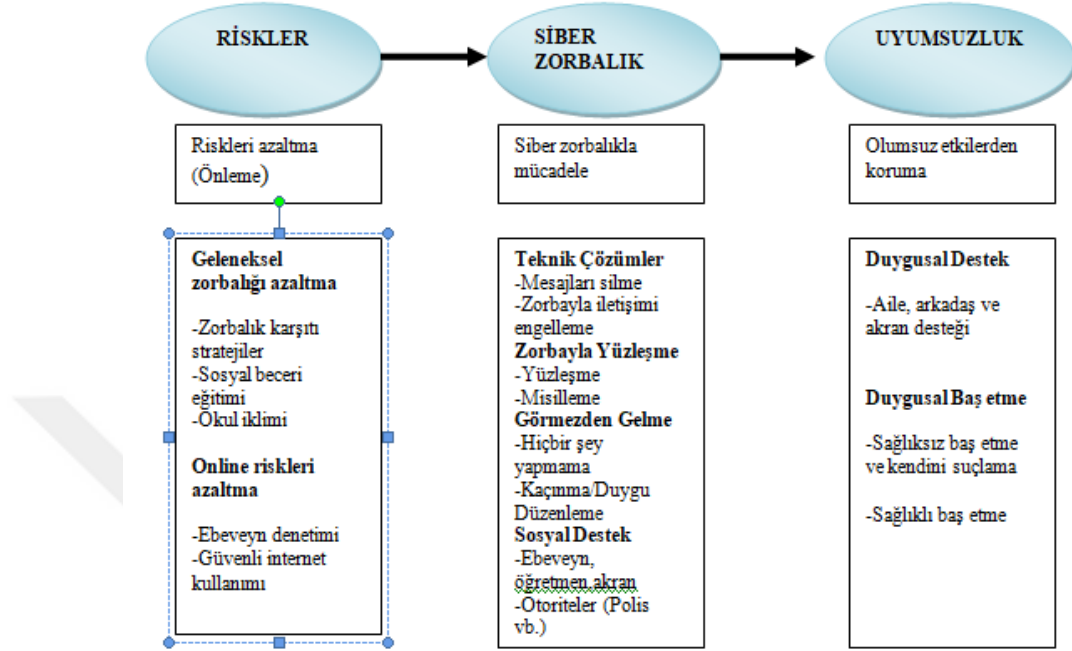 RİSKLER
SİBER
ZORBALIK
UYUMSUZLUK
Riskleri azaltma
(Önleme)
Siber zorbalıkla
mücadele
Olumsuz etkilerden
koruma
Geleneksel
zorbalığı azaltma
-Zorbalık karşıtı
stratejiler
-Sosyal beceri
eğitimi
-Okul iklimi
Online riskleri
azaltma
-Ebeveyn denetimi
-Güvenli internet
kullanımı
Teknik Çözümler
-Mesajları silme
-Zorbayla iletişimi
engelleme
Zorbayla Yüzleşme
-Yüzleşme
-Misilleme
Görmezden Gelme
-Hiçbir şey
yapmama
-Kaçınma/Duygu
Düzenleme
Sosyal Destek
-Ebeveyn,
öğretmen,akran
-Otoriteler (Polis
vb.)
Duygusal Destek
-Aile, arkadaş ve
akran desteği
Duygusal Baş etme
-Sağlıksız baş etme
ve kendini suçlama
-Sağlıklı baş etme